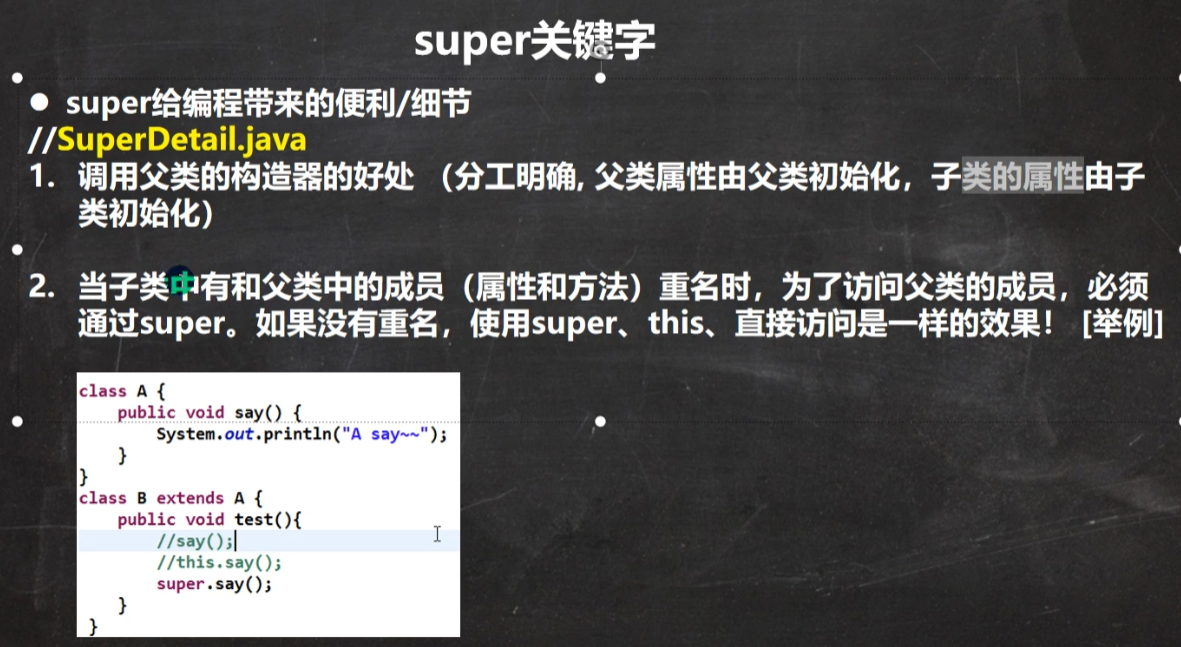 super关键字
● super给编程带来的便利/细节
//SuperDetail.java
1. 调用父类的构造器的好处 （分工明确, 父类属性由父类初始化，子类的属性由子
类初始化）
2. 当子类中有和父类中的成员（属性和方法）重名时，为了访问父类的成员，必须
通过super。如果没有重名，使用super、this、直接访问是一样的效果！ [举例]
class A {
public void say() {
System.out.println("A say~~");
}
}
class B extends A {
public void test(){
//say();
//this.say();
super.say();
}
}